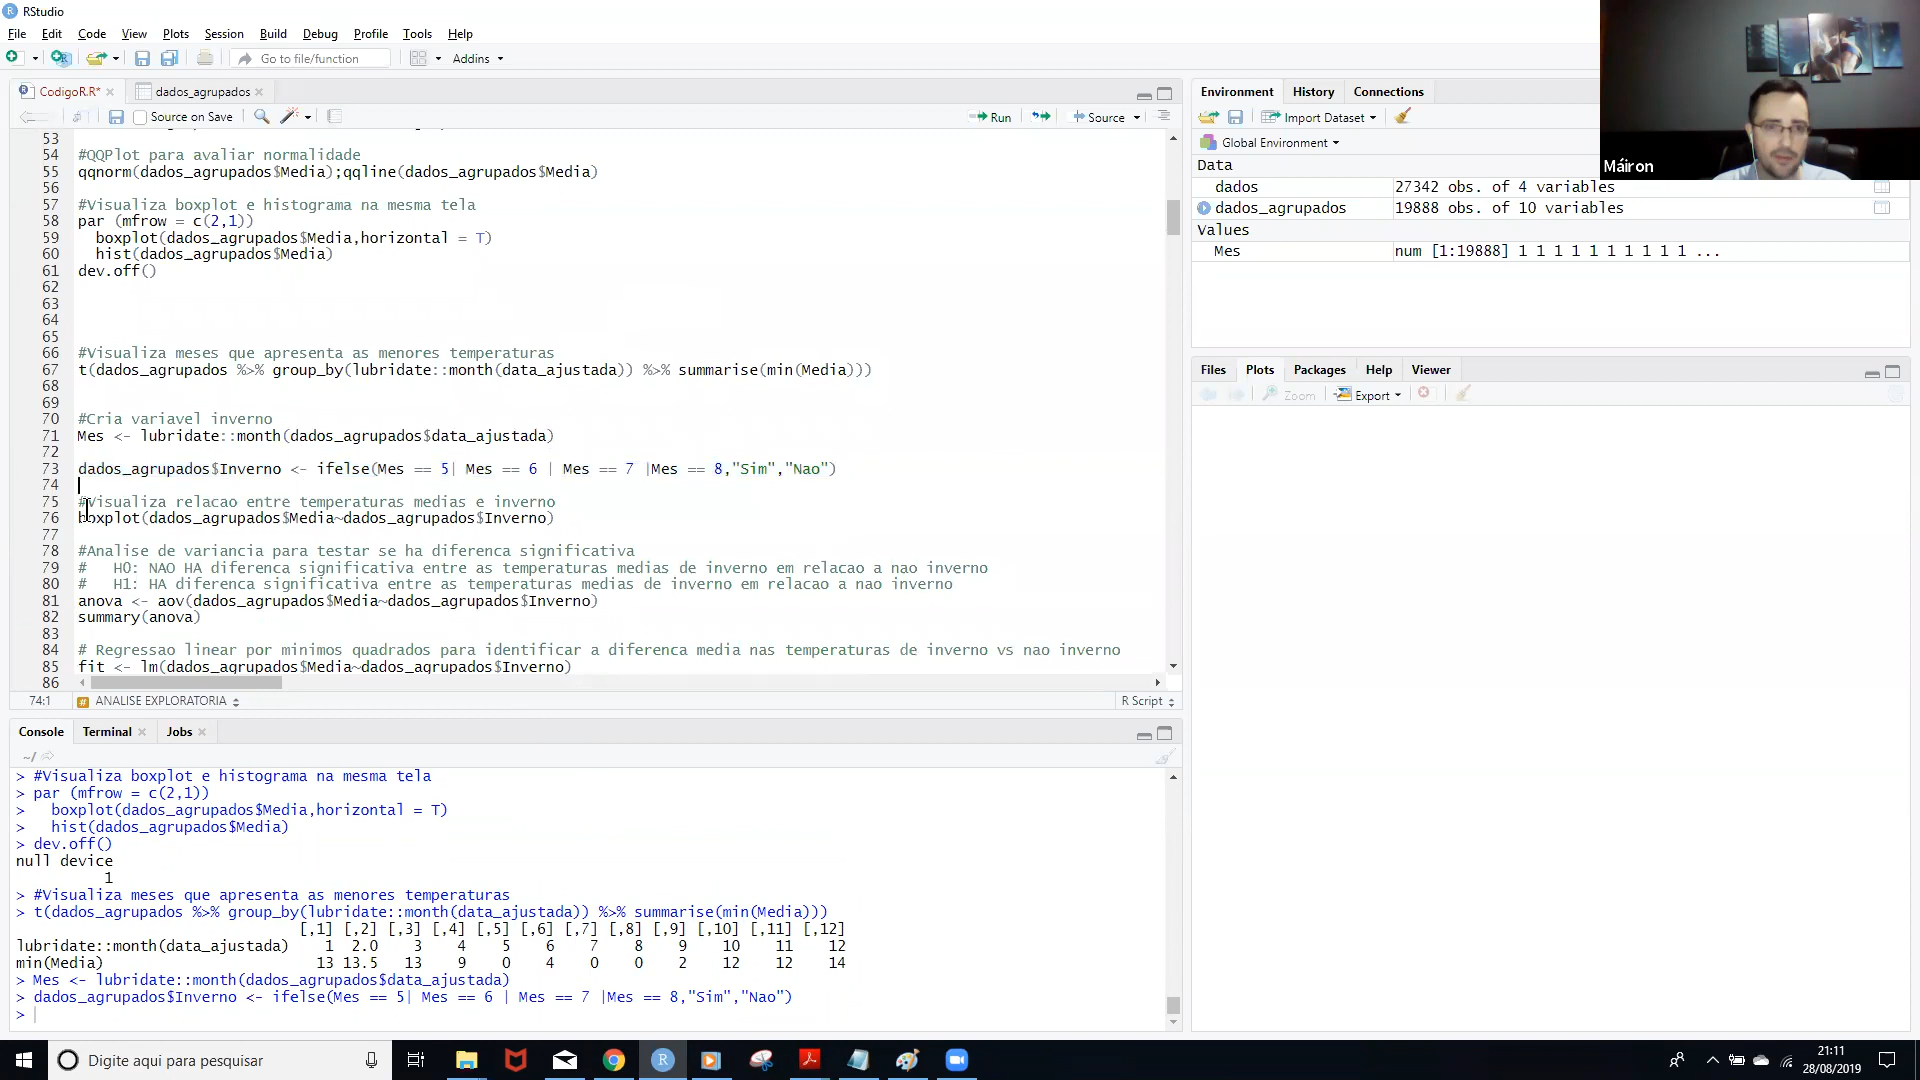 RStudio
File Edit Code View Plots Session Build Debug Profile Tools Help
Go to file/function Addins
CodigoR.R* dados_agrupados
Source on Save Run Source
53
54 #QQPlot para avaliar normalidade
55 qqnorm(dados_agrupados$Media);qqline(dados_agrupados$Media)
56
57 #Visualiza boxplot e histograma na mesma tela
58 par (mfrow = c(2,1))
59 boxplot(dados_agrupados$Media,horizontal = T)
60 hist(dados_agrupados$Media)
61 dev.off()
62
63
64
65
66 #Visualiza meses que apresenta as menores temperaturas
67 t(dados_agrupados %>% group_by(lubridate::month(data_ajustada)) %>% summarise(min(Media)))
68
69
70 #Cria variavel inverno
71 Mes <- lubridate::month(dados_agrupados$data_ajustada)
72
73 dados_agrupados$Inverno <- ifelse(Mes == 5| Mes == 6 | Mes == 7 |Mes == 8,"Sim","Nao")
74
75 #Visualiza relacao entre temperaturas medias e inverno
76 boxplot(dados_agrupados$Media~dados_agrupados$Inverno)
77
78 #Analise de variancia para testar se ha diferenca significativa
79 # H0: NAO HA diferenca significativa entre as temperaturas medias de inverno em relacao a nao inverno
80 # H1: HA diferenca significativa entre as temperaturas medias de inverno em relacao a nao inverno
81 anova <- aov(dados_agrupados$Media~dados_agrupados$Inverno)
82 summary(anova)
83
84 # Regressao linear por minimos quadrados para identificar a diferenca media nas temperaturas de inverno vs nao inverno
85 fit <- lm(dados_agrupados$Media~dados_agrupados$Inverno)
86
74:1 # ANALISE EXPLORATORIA R Script
Console Terminal Jobs
~/
> #Visualiza boxplot e histograma na mesma tela
> par (mfrow = c(2,1))
> boxplot(dados_agrupados$Media,horizontal = T)
> hist(dados_agrupados$Media)
> dev.off()
null device
1
> #Visualiza meses que apresenta as menores temperaturas
> t(dados_agrupados %>% group_by(lubridate::month(data_ajustada)) %>% summarise(min(Media)))
[,1] [,2] [,3] [,4] [,5] [,6] [,7] [,8] [,9] [,10] [,11] [,12]
lubridate::month(data_ajustada) 1 2.0 3 4 5 6 7 8 9 10 11 12
min(Media) 13 13.5 13 9 0 4 0 0 2 12 12 14
> Mes <- lubridate::month(dados_agrupados$data_ajustada)
> dados_agrupados$Inverno <- ifelse(Mes == 5| Mes == 6 | Mes == 7 |Mes == 8,"Sim","Nao")
>
Environment History Connections
Import Dataset
Global Environment
Data
dados 27342 obs. of 4 variables
dados_agrupados 19888 obs. of 10 variables
Values
Mes num [1:19888] 1 1 1 1 1 1 1 1 1 1 ...
Files Plots Packages Help Viewer
Zoom Export
Máiron
Digite aqui para pesquisar
21:11
28/08/2019